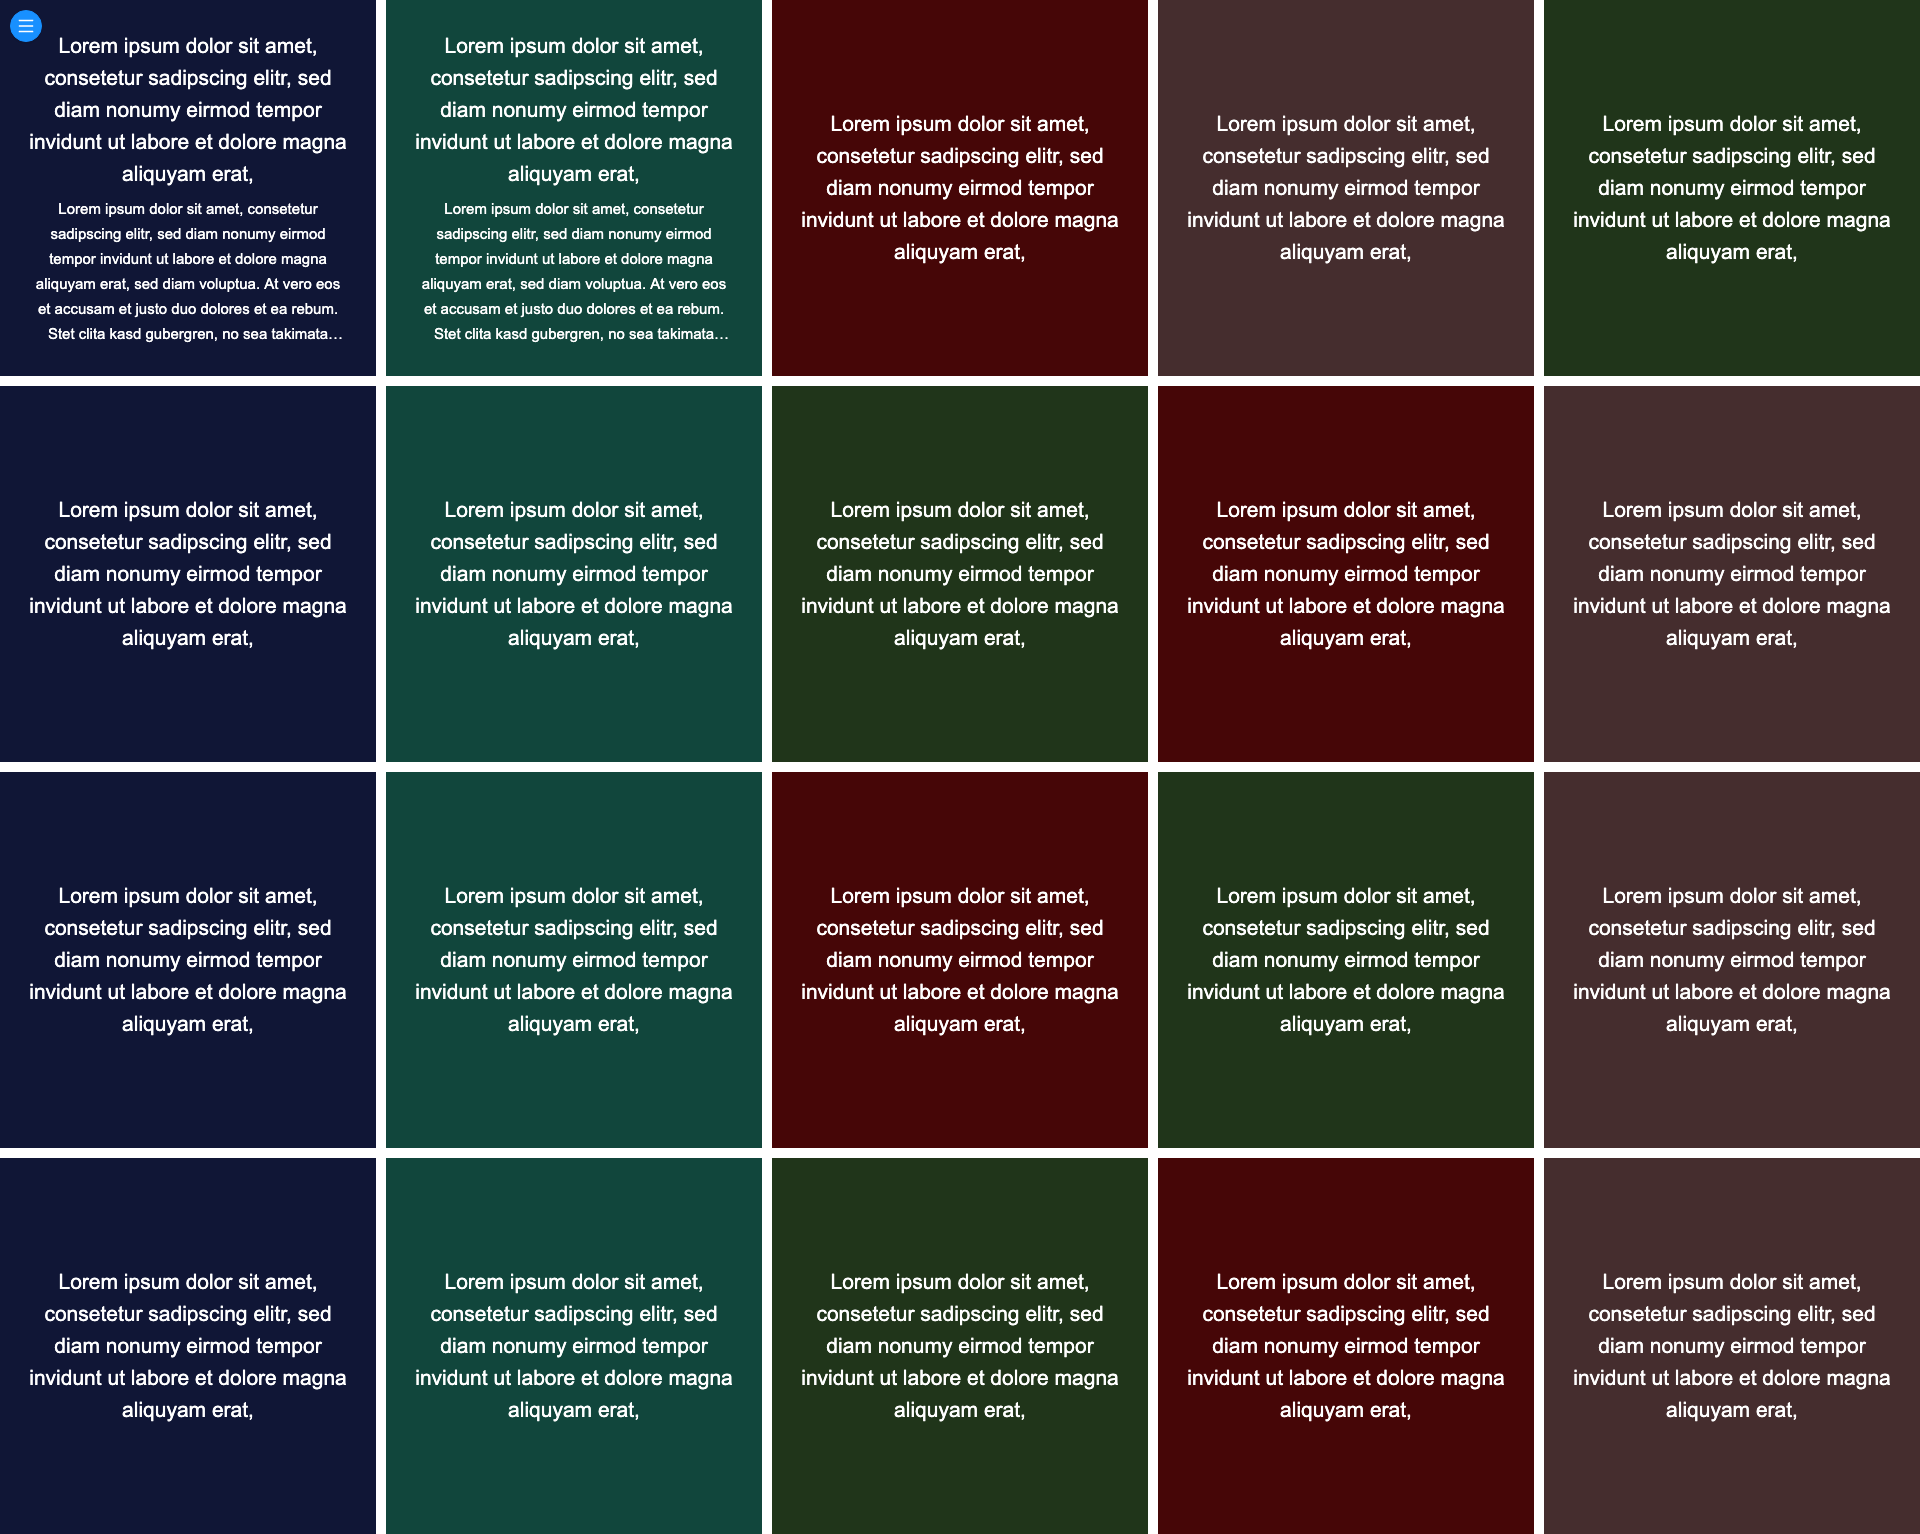 Lorem ipsum dolor sit amet,
consetetur sadipscing elitr, sed
diam nonumy eirmod tempor
invidunt ut labore et dolore magna
aliquyam erat,
Lorem ipsum dolor sit amet, consetetur
sadipscing elitr, sed diam nonumy eirmod
tempor invidunt ut labore et dolore magna
aliquyam erat, sed diam voluptua. At vero eos
et accusam et justo duo dolores et ea rebum.
Stet clita kasd gubergren, no sea takimata...
Lorem ipsum dolor sit amet,
consetetur sadipscing elitr, sed
diam nonumy eirmod tempor
invidunt ut labore et dolore magna
aliquyam erat,
Lorem ipsum dolor sit amet, consetetur
sadipscing elitr, sed diam nonumy eirmod
tempor invidunt ut labore et dolore magna
aliquyam erat, sed diam voluptua. At vero eos
et accusam et justo duo dolores et ea rebum.
Stet clita kasd gubergren, no sea takimata...
Lorem ipsum dolor sit amet,
consetetur sadipscing elitr, sed
diam nonumy eirmod tempor
invidunt ut labore et dolore magna
aliquyam erat,
Lorem ipsum dolor sit amet,
consetetur sadipscing elitr, sed
diam nonumy eirmod tempor
invidunt ut labore et dolore magna
aliquyam erat,
Lorem ipsum dolor sit amet,
consetetur sadipscing elitr, sed
diam nonumy eirmod tempor
invidunt ut labore et dolore magna
aliquyam erat,
Lorem ipsum dolor sit amet,
consetetur sadipscing elitr, sed
diam nonumy eirmod tempor
invidunt ut labore et dolore magna
aliquyam erat,
Lorem ipsum dolor sit amet,
consetetur sadipscing elitr, sed
diam nonumy eirmod tempor
invidunt ut labore et dolore magna
aliquyam erat,
Lorem ipsum dolor sit amet,
consetetur sadipscing elitr, sed
diam nonumy eirmod tempor
invidunt ut labore et dolore magna
aliquyam erat,
Lorem ipsum dolor sit amet,
consetetur sadipscing elitr, sed
diam nonumy eirmod tempor
invidunt ut labore et dolore magna
aliquyam erat,
Lorem ipsum dolor sit amet,
consetetur sadipscing elitr, sed
diam nonumy eirmod tempor
invidunt ut labore et dolore magna
aliquyam erat,
Lorem ipsum dolor sit amet,
consetetur sadipscing elitr, sed
diam nonumy eirmod tempor
invidunt ut labore et dolore magna
aliquyam erat,
Lorem ipsum dolor sit amet,
consetetur sadipscing elitr, sed
diam nonumy eirmod tempor
invidunt ut labore et dolore magna
aliquyam erat,
Lorem ipsum dolor sit amet,
consetetur sadipscing elitr, sed
diam nonumy eirmod tempor
invidunt ut labore et dolore magna
aliquyam erat,
Lorem ipsum dolor sit amet,
consetetur sadipscing elitr, sed
diam nonumy eirmod tempor
invidunt ut labore et dolore magna
aliquyam erat,
Lorem ipsum dolor sit amet,
consetetur sadipscing elitr, sed
diam nonumy eirmod tempor
invidunt ut labore et dolore magna
aliquyam erat,
Lorem ipsum dolor sit amet,
consetetur sadipscing elitr, sed
diam nonumy eirmod tempor
invidunt ut labore et dolore magna
aliquyam erat,
Lorem ipsum dolor sit amet,
consetetur sadipscing elitr, sed
diam nonumy eirmod tempor
invidunt ut labore et dolore magna
aliquyam erat,
Lorem ipsum dolor sit amet,
consetetur sadipscing elitr, sed
diam nonumy eirmod tempor
invidunt ut labore et dolore magna
aliquyam erat,
Lorem ipsum dolor sit amet,
consetetur sadipscing elitr, sed
diam nonumy eirmod tempor
invidunt ut labore et dolore magna
aliquyam erat,
Lorem ipsum dolor sit amet,
consetetur sadipscing elitr, sed
diam nonumy eirmod tempor
invidunt ut labore et dolore magna
aliquyam erat,